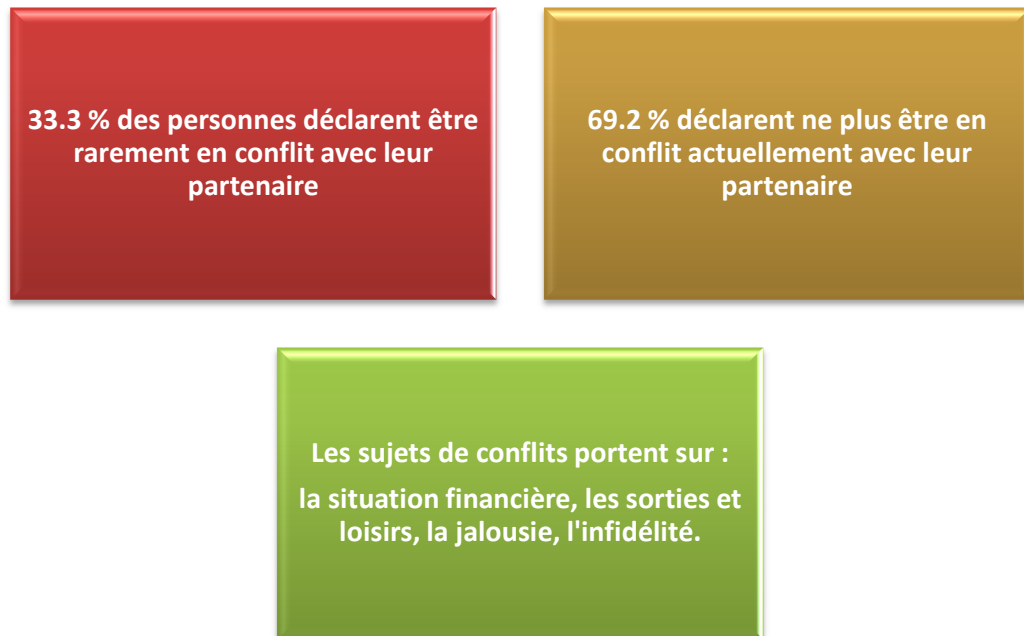 33.3 % des personnes déclarent être
rarement en conflit avec leur
partenaire
69.2 % déclarent ne plus être en
conflit actuellement avec leur
partenaire
Les sujets de conflits portent sur :
la situation financière, les sorties et
loisirs, la jalousie, l'infidélité.